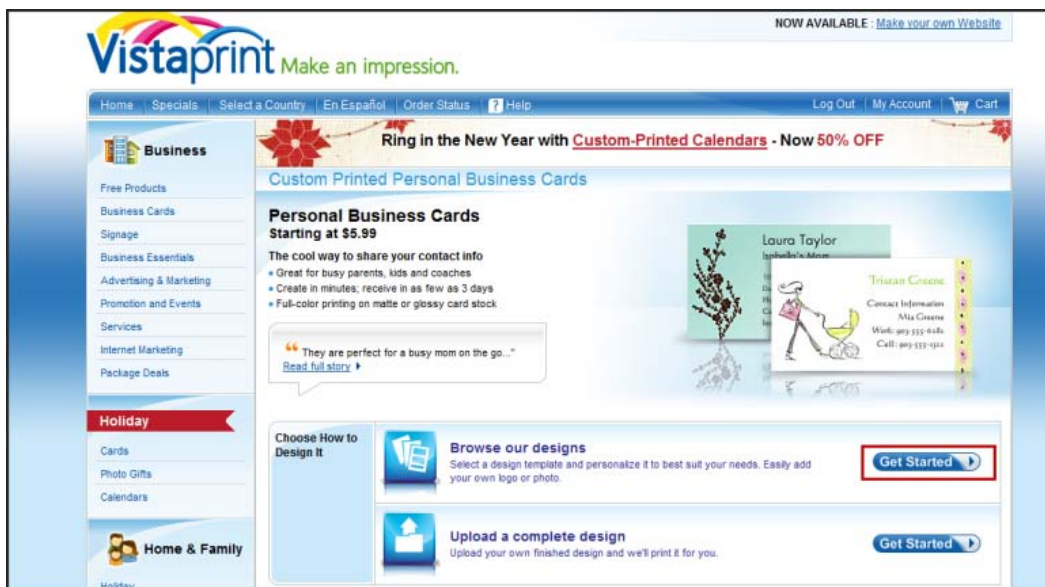 NOW AVAILABLE : Make your own Website
Vistaprint Make an impression.
Home Specials Select a Country En Español Order Status ? Help Log Out My Account Cart
Business
Free Products
Business Cards
Signage
Business Essentials
Advertising & Marketing
Promotion and Events
Services
Internet Marketing
Package Deals
Holiday
Cards
Photo Gifts
Calendars
Home & Family
Holiday
Ring in the New Year with Custom-Printed Calendars - Now 50% OFF
Custom Printed Personal Business Cards
Personal Business Cards
Starting at $5.99
The cool way to share your contact info
Great for busy parents, kids and coaches
Create in minutes; receive in as few as 3 days
Full-color printing on matte or glossy card stock
“ They are perfect for a busy mom on the go..."
Read full story
Laura Taylor
Isabella's Mom
Tristan Greene
Contact Information
Mia Greene
Work: 903-555-6182
Cell: 903-555-1322
Choose How to
Design It
Browse our designs
Select a design template and personalize it to best suit your needs. Easily add
your own logo or photo.
Get Started
Upload a complete design
Upload your own finished design and we'll print it for you.
Get Started